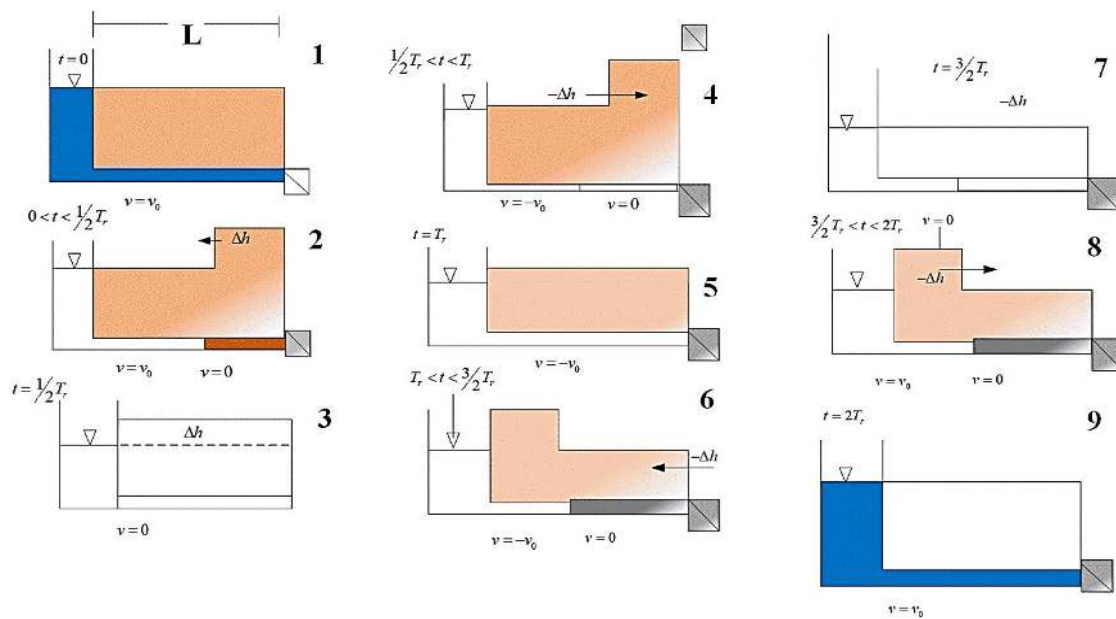 L
t=0
1
v=v₀
0<t<½Tᵣ
Δh
2
v=v₀ v=0
t=½Tᵣ
Δh
3
v=0
½Tᵣ<t<Tᵣ
-Δh
4
v=-v₀ v=0
t=Tᵣ
5
v=-v₀
Tᵣ<t<3/2Tᵣ
6
-Δh
v=-v₀ v=0
7
t=3/2Tᵣ
-Δh
3/2Tᵣ<t<2Tᵣ
v=0
8
-Δh
v=v₀ v=0
9
t=2Tᵣ
v=v₀